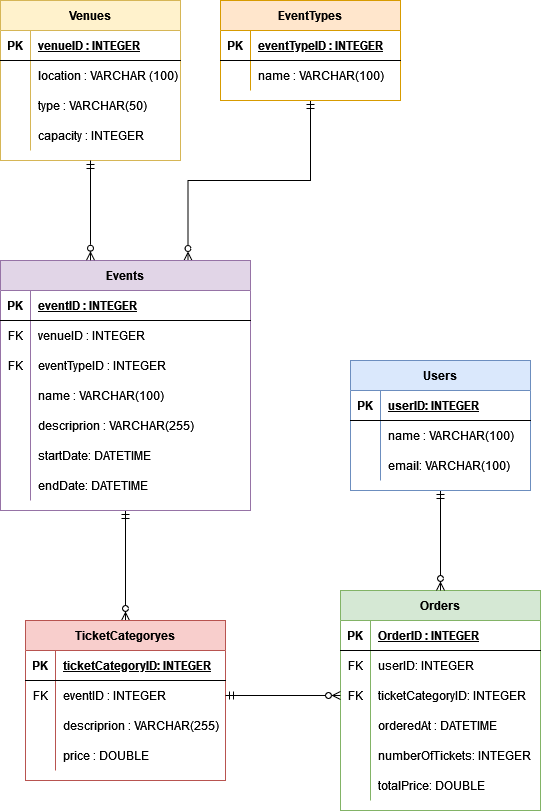 Venues
PK venueID : INTEGER
location : VARCHAR (100)
type : VARCHAR(50)
capacity : INTEGER
EventTypes
PK eventTypeID : INTEGER
name : VARCHAR(100)
Events
PK eventID : INTEGER
FK venueID : INTEGER
FK eventTypeID : INTEGER
name : VARCHAR(100)
descriprion : VARCHAR(255)
startDate: DATETIME
endDate: DATETIME
Users
PK userID: INTEGER
name : VARCHAR(100)
email: VARCHAR(100)
TicketCategoryes
PK ticketCategoryID: INTEGER
FK eventID : INTEGER
descriprion : VARCHAR(255)
price : DOUBLE
Orders
PK OrderID : INTEGER
FK userID: INTEGER
FK ticketCategoryID: INTEGER
orderedAt : DATETIME
numberOfTickets: INTEGER
totalPrice: DOUBLE